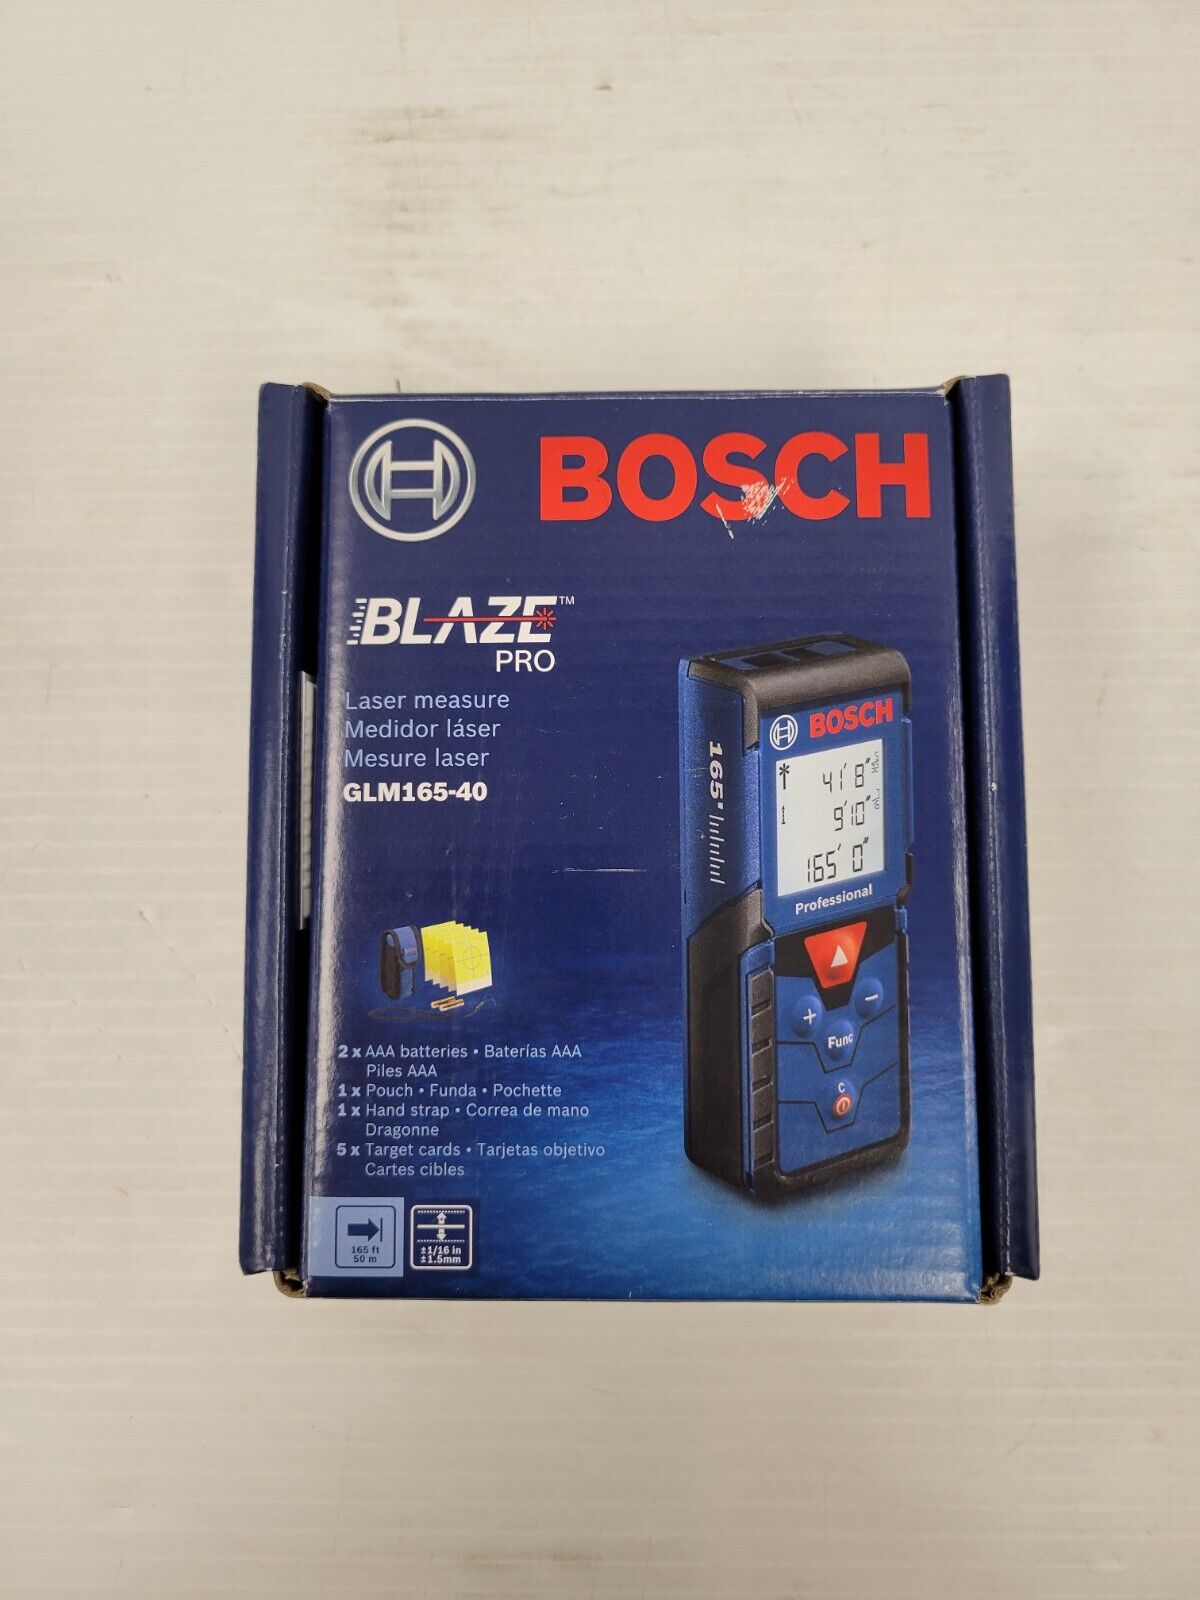 BOSCH
BLAZE™
PRO
Laser measure
Medidor láser
Mesure laser
GLM165-40
165'
BOSCH
41' 8"
9'10"
165' 0"
Professional
+
-
Func
C
2 x AAA batteries • Baterías AAA
Piles AAA
1 x Pouch • Funda • Pochette
1 x Hand strap • Correa de mano
Dragonne
5 x Target cards • Tarjetas objetivo
Cartes cibles
165 ft
50 m
±1/16 in
±1.5mm